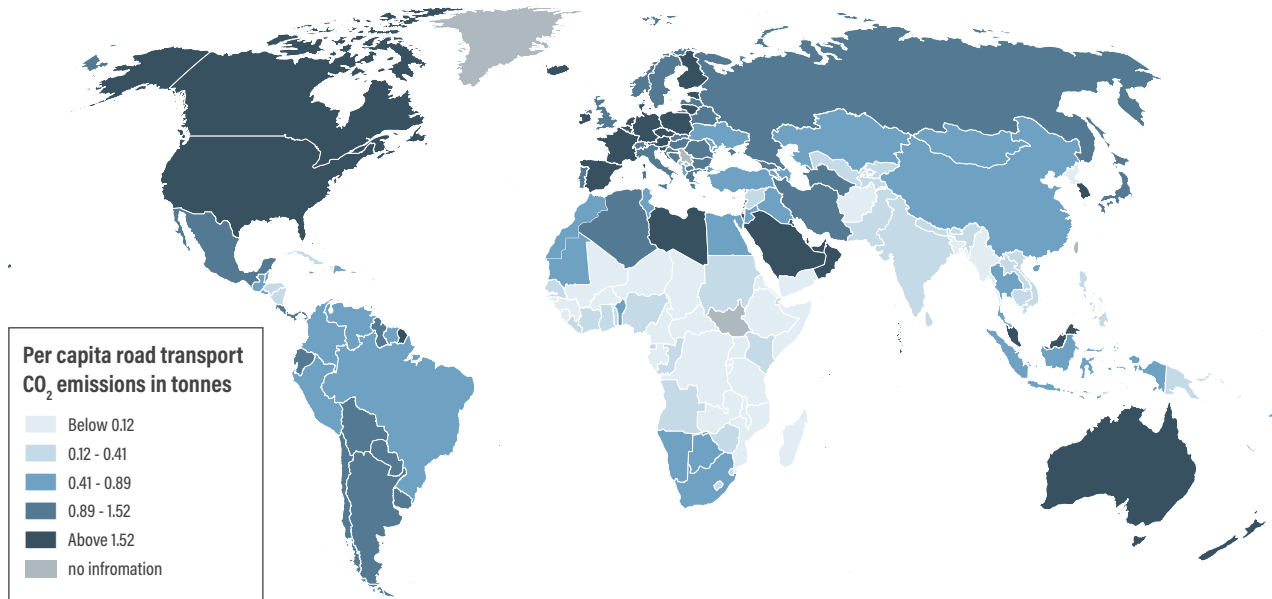 Per capita road transport
CO₂ emissions in tonnes
Below 0.12
0.12 - 0.41
0.41 - 0.89
0.89 - 1.52
Above 1.52
no infromation